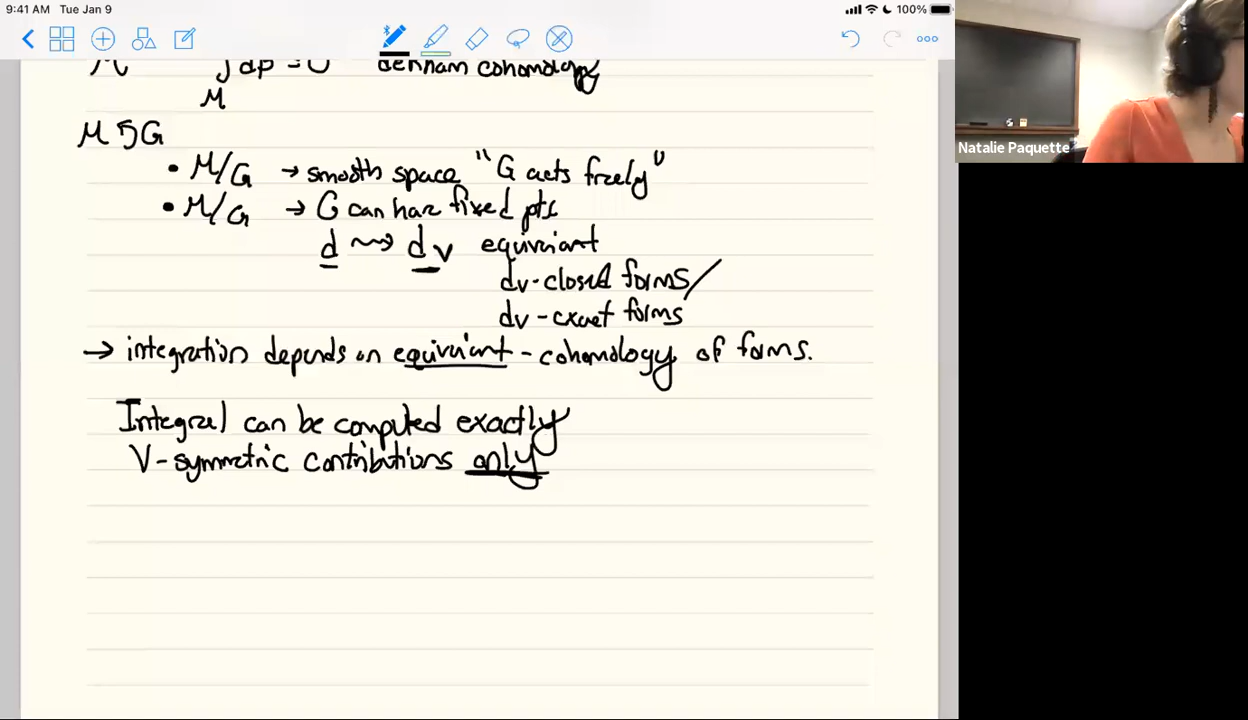 9:41 AM Tue Jan 9
100%
M ∫ dβ = 0 deRham cohomology
M
M ↺ G
• M/G → smooth space "G acts freely"
• M/G → G can have fixed pts
d ⇝ dv equivariant
dv-closed forms/
dv-exact forms
→ integration depends on equivariant-cohomology of forms.
Integral can be computed exactly
V-symmetric contributions only
Natalie Paquette